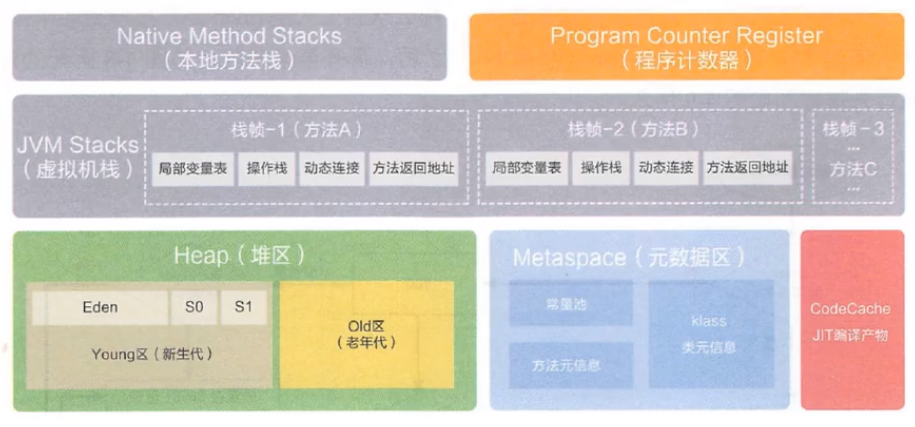 Native Method Stacks
（本地方法栈）
Program Counter Register
（程序计数器）
JVM Stacks
（虚拟机栈）
栈帧-1（方法A）
局部变量表
操作栈
动态连接
方法返回地址
栈帧-2（方法B）
局部变量表
操作栈
动态连接
方法返回地址
栈帧-3
...
方法C
...
Heap（堆区）
Eden
S0
S1
Young区（新生代）
Old区
（老年代）
Metaspace（元数据区）
常量池
方法元信息
klass
类元信息
CodeCache
JIT编译产物